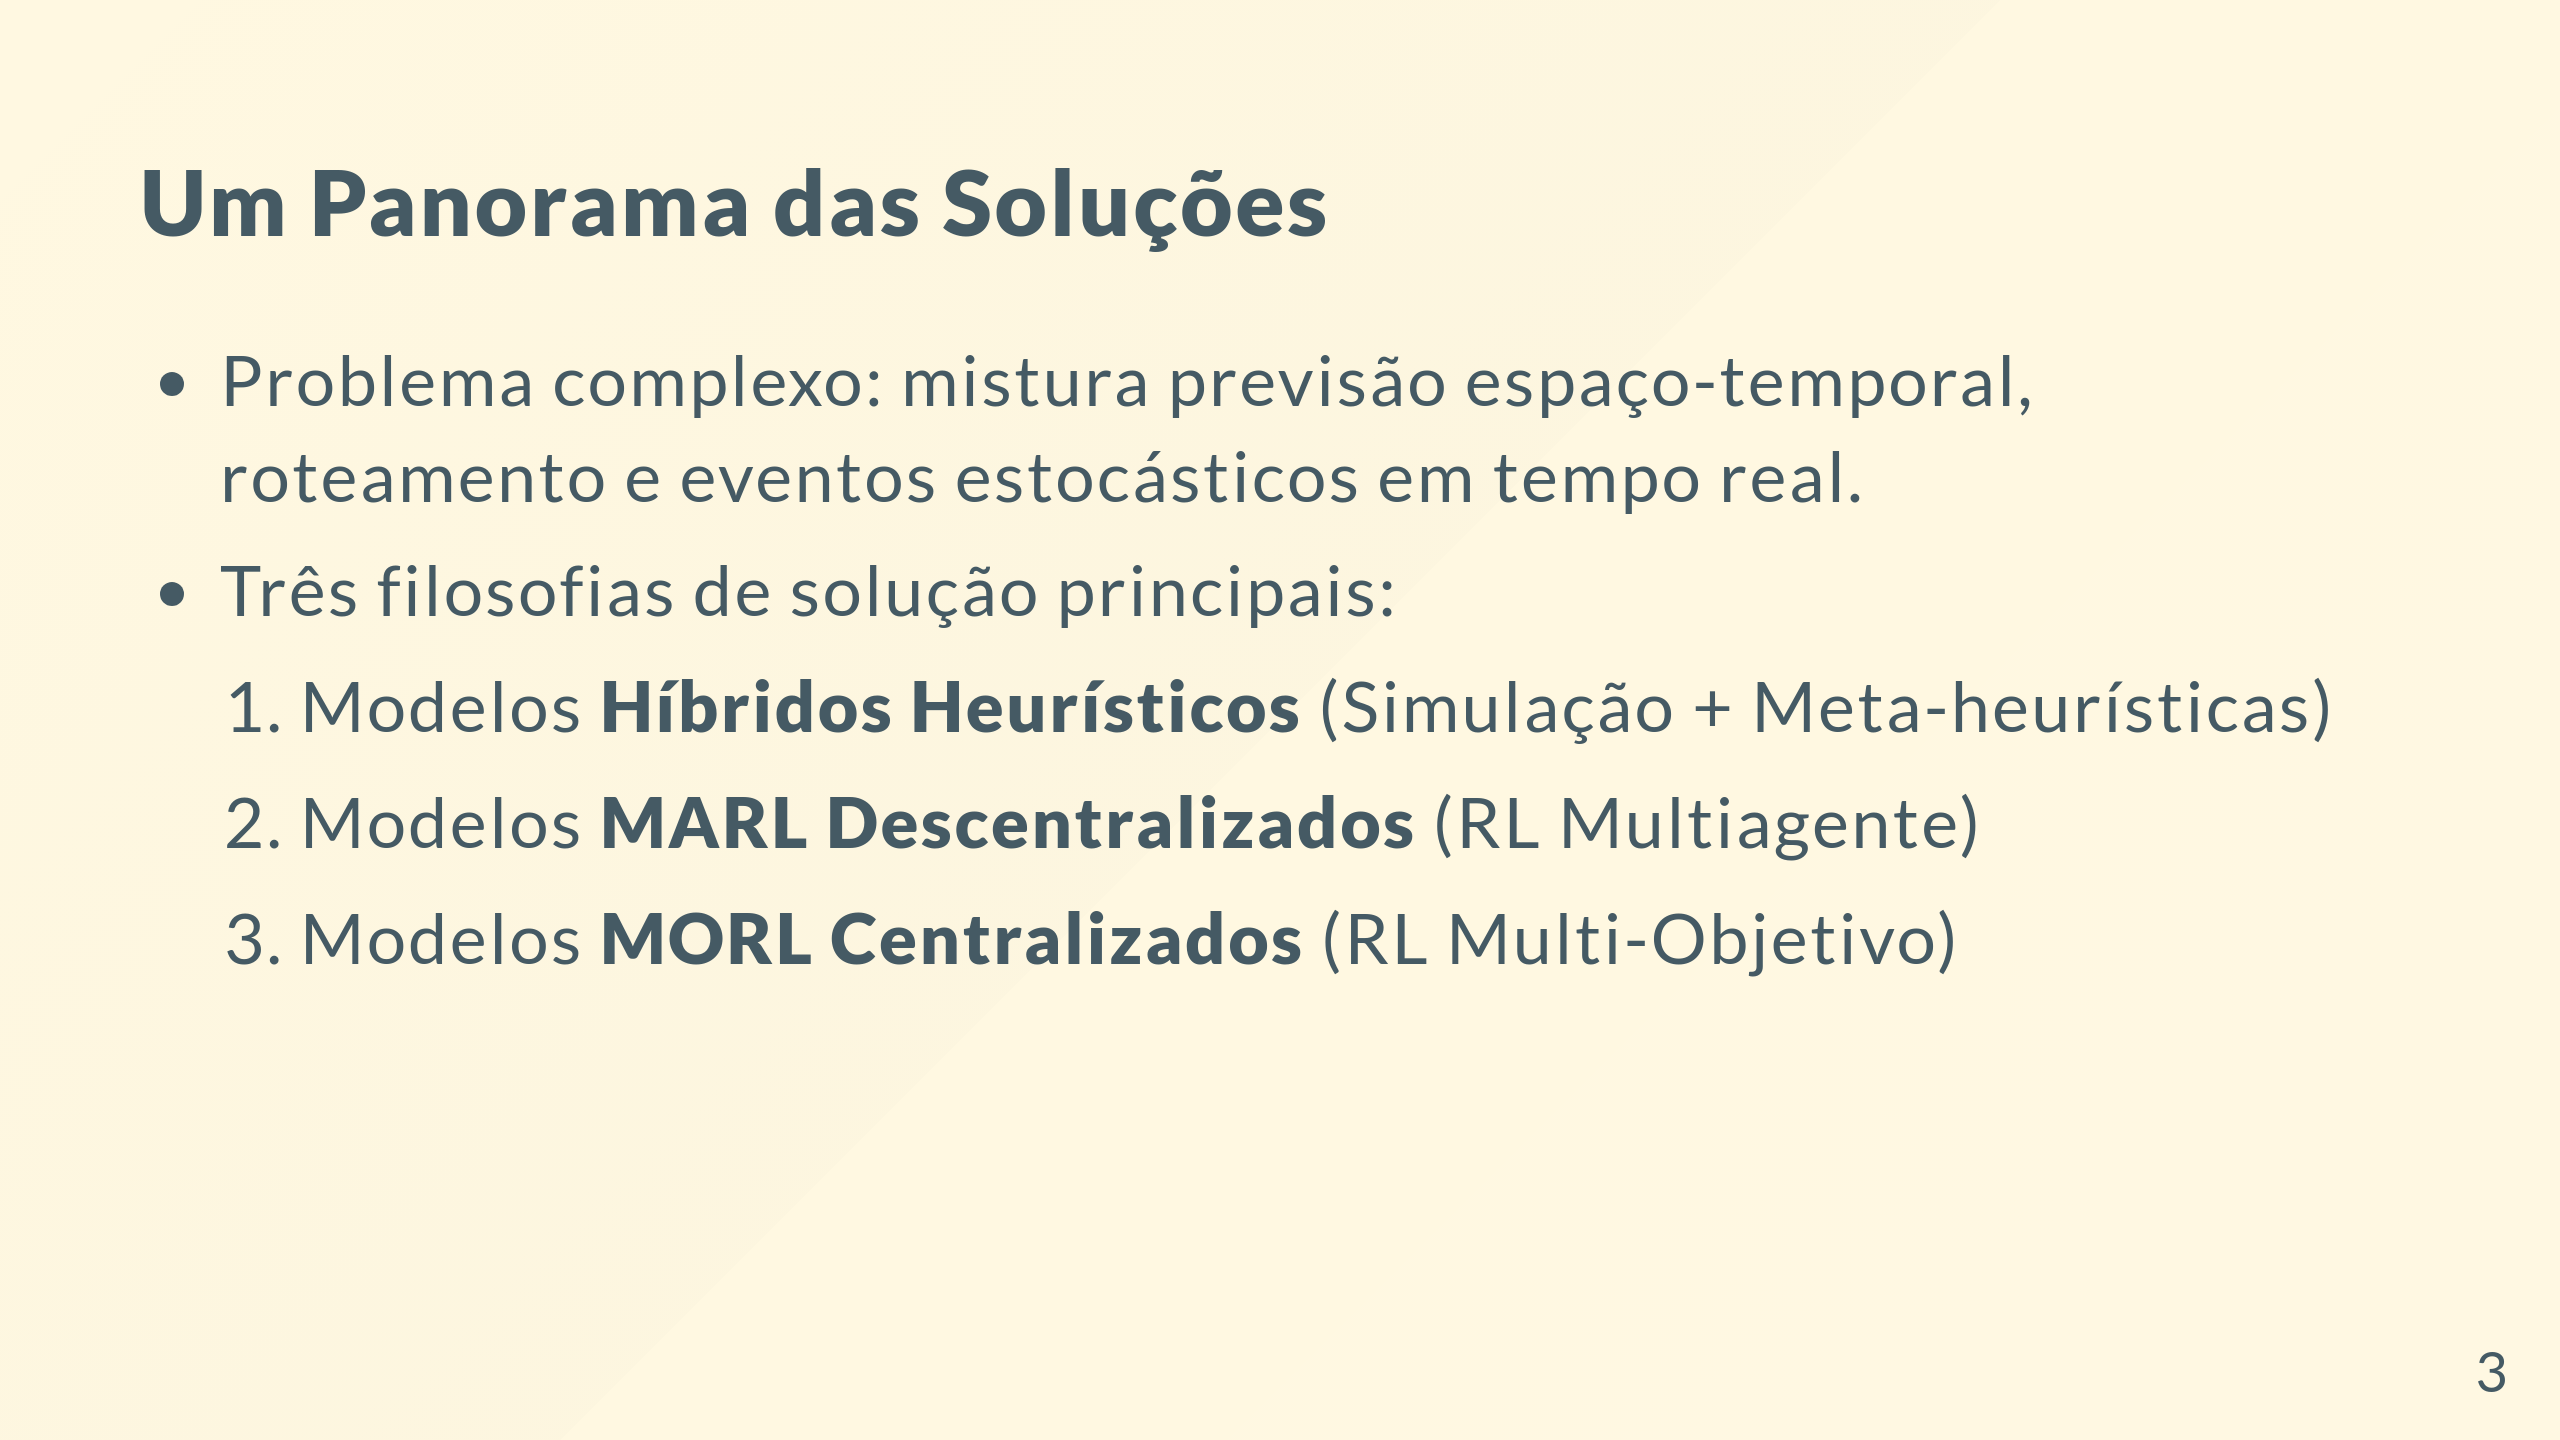 Um Panorama das Soluções
• Problema complexo: mistura previsão espaço-temporal,
roteamento e eventos estocásticos em tempo real.
• Três filosofias de solução principais:
1. Modelos Híbridos Heurísticos (Simulação + Meta-heurísticas)
2. Modelos MARL Descentralizados (RL Multiagente)
3. Modelos MORL Centralizados (RL Multi-Objetivo)
3